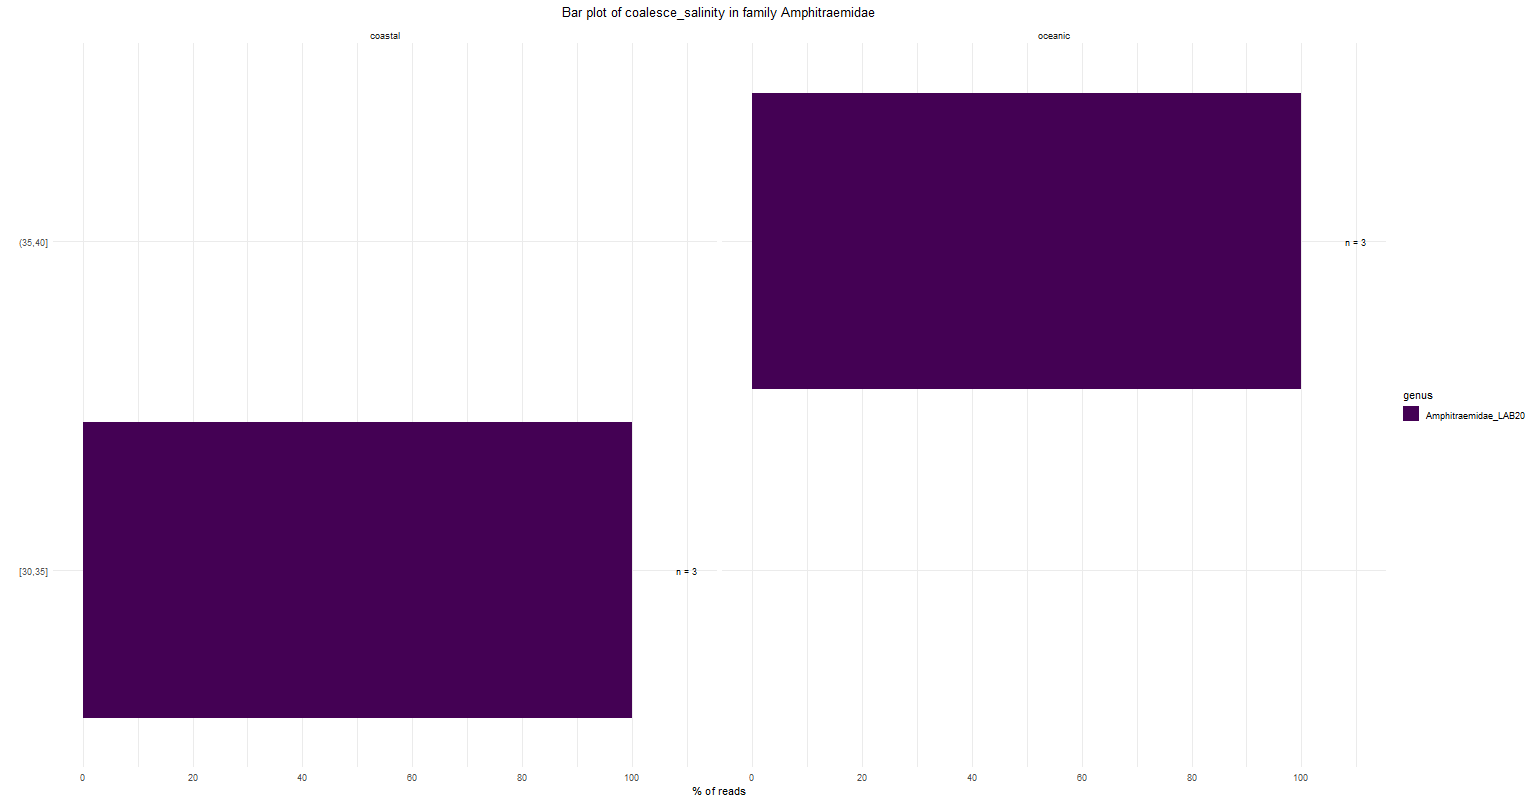 Bar plot of coalesce_salinity in family Amphitraemidae
coastal
oceanic
(35,40]
n = 3
[30,35]
n = 3
genus
Amphitraemidae_LAB20
0 20 40 60 80 100
0 20 40 60 80 100
% of reads